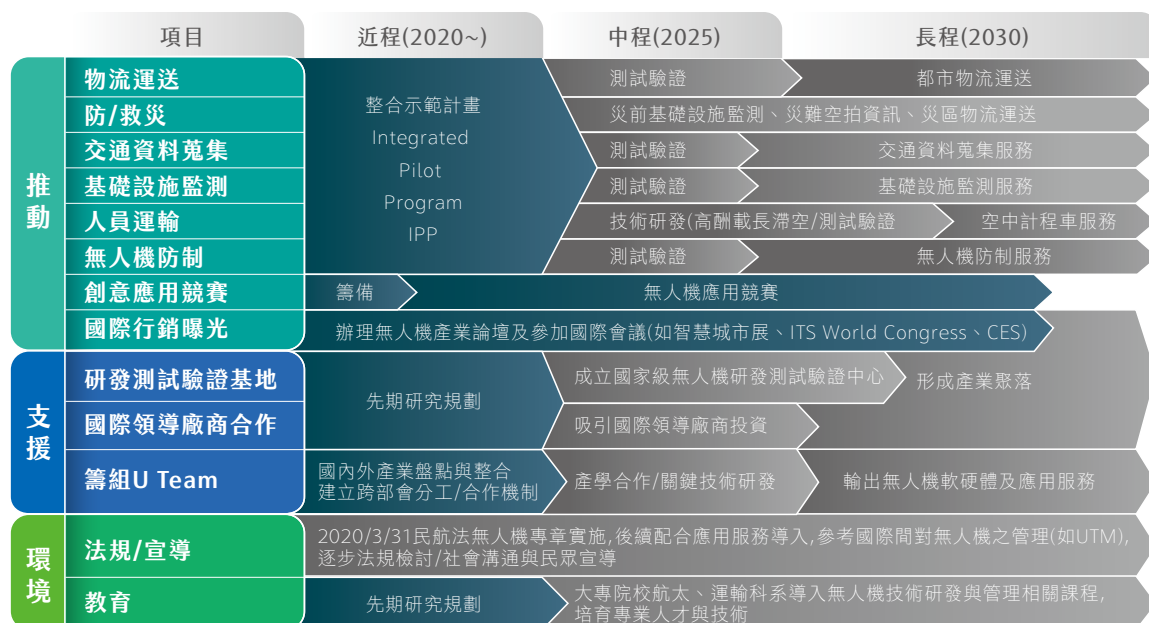 項目
近程(2020~)
中程(2025)
長程(2030)
推動
物流運送
防/救災
交通資料蒐集
基礎設施監測
人員運輸
無人機防制
創意應用競賽
國際行銷曝光
整合示範計畫
Integrated
Pilot
Program
IPP
測試驗證
都市物流運送
災前基礎設施監測、災難空拍資訊、災區物流運送
測試驗證
交通資料蒐集服務
測試驗證
基礎設施監測服務
技術研發(高酬載長滯空/測試驗證
空中計程車服務
測試驗證
無人機防制服務
籌備
無人機應用競賽
辦理無人機產業論壇及參加國際會議(如智慧城市展、ITS World Congress、CES)
支援
研發測試驗證基地
國際領導廠商合作
籌組U Team
先期研究規劃
成立國家級無人機研發測試驗證中心
形成產業聚落
吸引國際領導廠商投資
國內外產業盤點與整合
建立跨部會分工/合作機制
產學合作/關鍵技術研發
輸出無人機軟硬體及應用服務
環境
法規/宣導
2020/3/31民航法無人機專章實施,後續配合應用服務導入,參考國際間對無人機之管理(如UTM),
逐步法規檢討/社會溝通與民眾宣導
教育
先期研究規劃
大專院校航太、運輸科系導入無人機技術研發與管理相關課程,
培育專業人才與技術